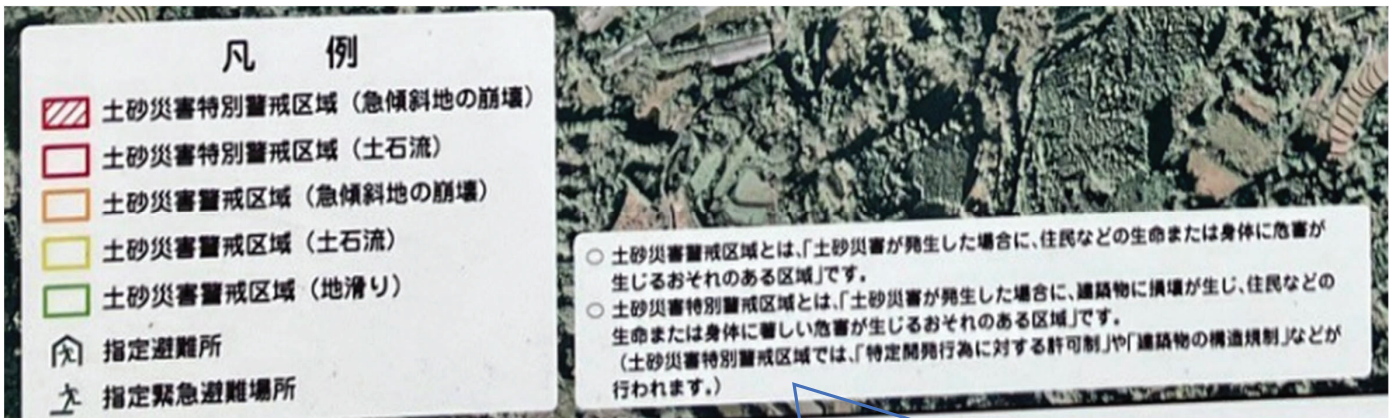 凡　例
土砂災害特別警戒区域（急傾斜地の崩壊）
土砂災害特別警戒区域（土石流）
土砂災害警戒区域（急傾斜地の崩壊）
土砂災害警戒区域（土石流）
土砂災害警戒区域（地滑り）
指定避難所
指定緊急避難場所
○ 土砂災害警戒区域とは、「土砂災害が発生した場合に、住民などの生命または身体に危害が
生じるおそれのある区域」です。
○ 土砂災害特別警戒区域とは、「土砂災害が発生した場合に、建築物に損壊が生じ、住民などの
生命または身体に著しい危害が生じるおそれのある区域」です。
（土砂災害特別警戒区域では、「特定開発行為に対する許可制」や「建築物の構造規制」などが
行われます。）